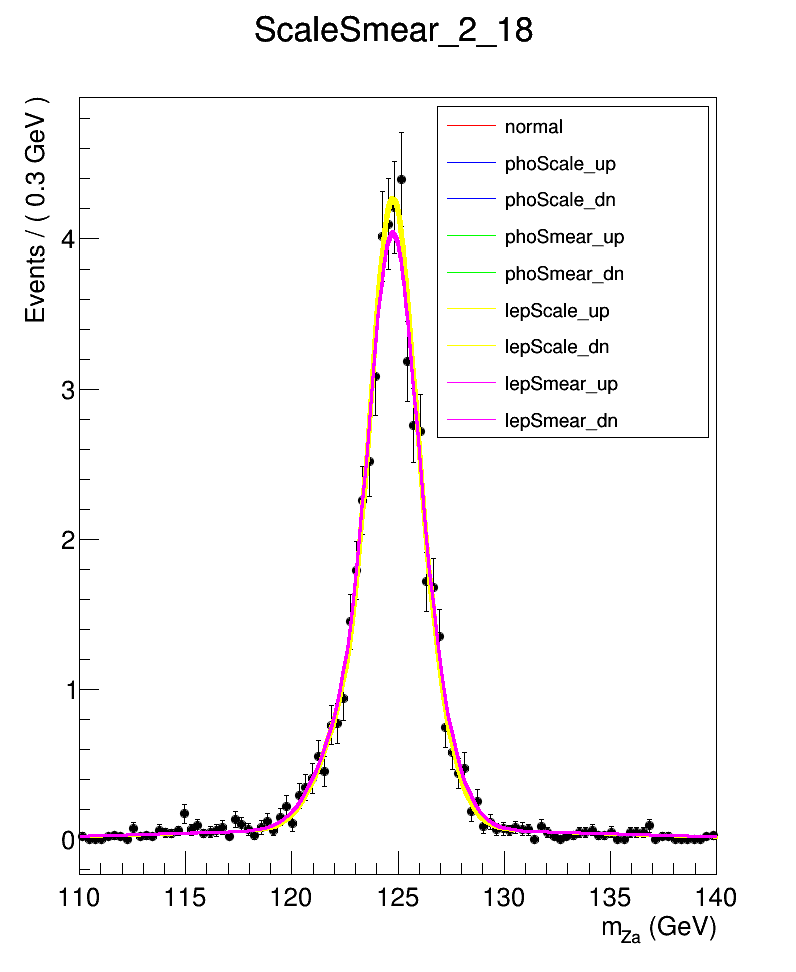 ScaleSmear_2_18
Events / ( 0.3 GeV )
normal
phoScale_up
phoScale_dn
phoSmear_up
phoSmear_dn
lepScale_up
lepScale_dn
lepSmear_up
lepSmear_dn
4
3
2
1
0
110 115 120 125 130 135 140
mZa (GeV)